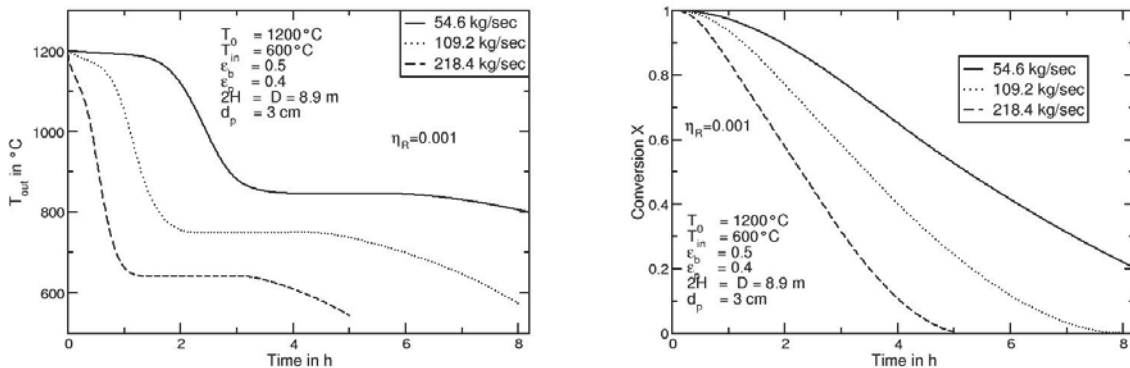 1200
1000
800
600
T_out in °C
T_0 = 1200°C
T_in = 600°C
ε_b = 0.5
ε_p = 0.4
2H = D = 8.9 m
d_p = 3 cm
54.6 kg/sec
109.2 kg/sec
218.4 kg/sec
η_R=0.001
0 2 4 6 8
Time in h
1
0.8
0.6
0.4
0.2
0
Conversion X
54.6 kg/sec
109.2 kg/sec
218.4 kg/sec
η_R=0.001
T_0 = 1200°C
T_in = 600°C
ε_b = 0.5
ε_p = 0.4
2H = D = 8.9 m
d_p = 3 cm
0 2 4 6 8
Time in h